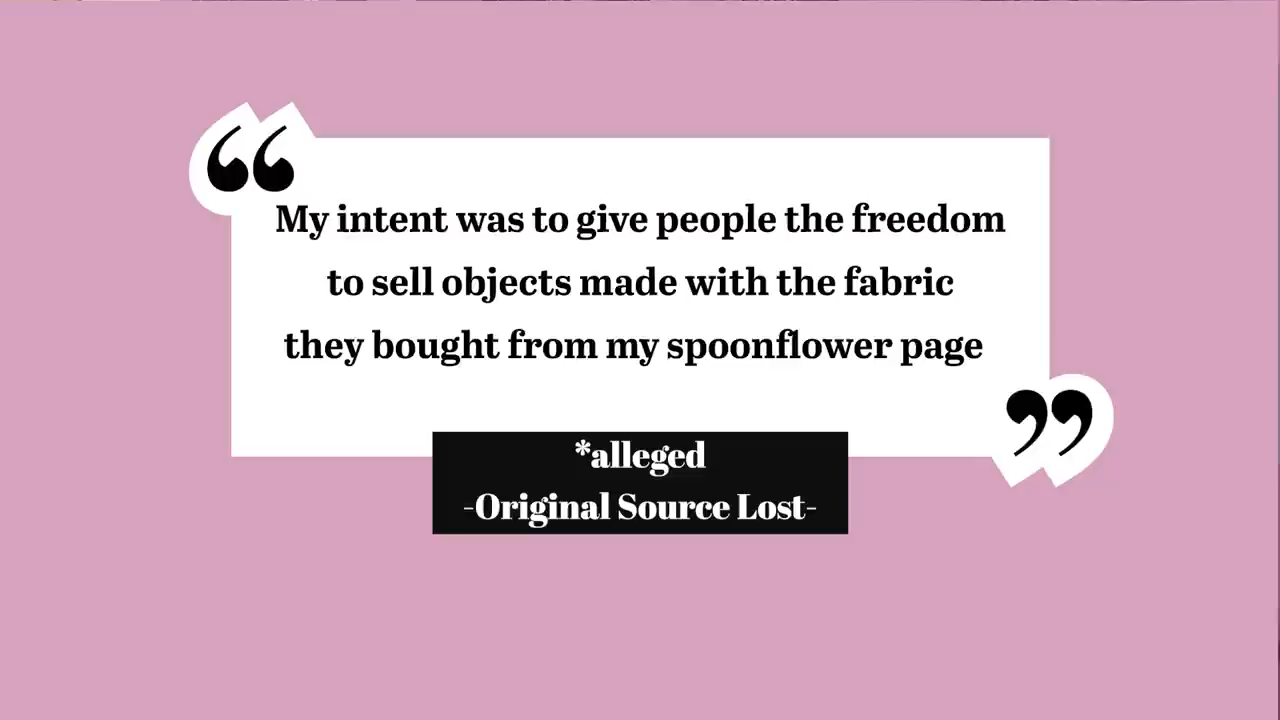 “
My intent was to give people the freedom
to sell objects made with the fabric
they bought from my spoonflower page
”
*alleged
-Original Source Lost-